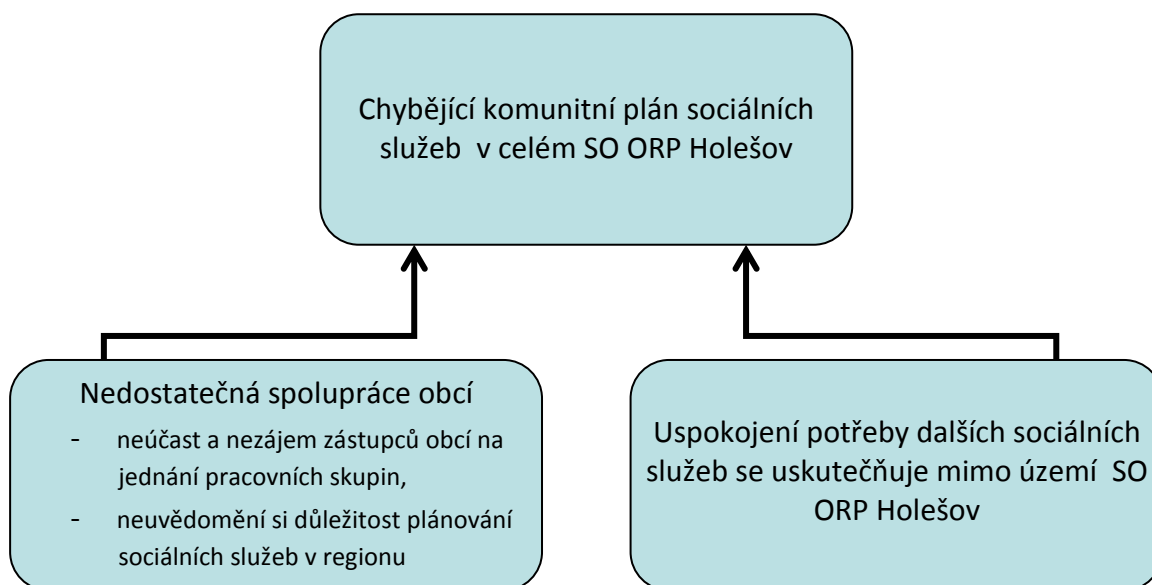 Chybějící komunitní plán sociálních
služeb  v celém SO ORP Holešov
Nedostatečná spolupráce obcí
- neúčast a nezájem zástupců obcí na
jednání pracovních skupin,
- neuvědomění si důležitost plánování
sociálních služeb v regionu
Uspokojení potřeby dalších sociálních
služeb se uskutečňuje mimo území  SO
ORP Holešov